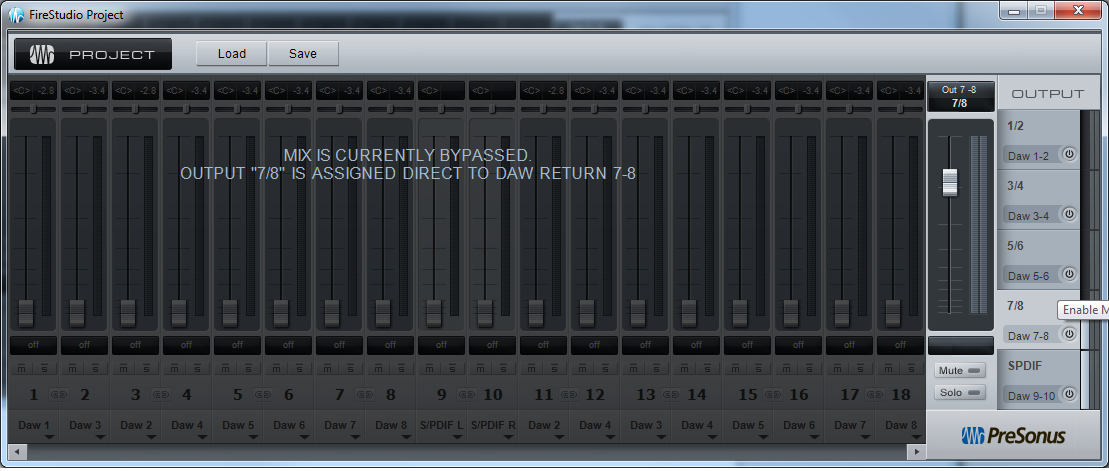 FireStudio Project
PROJECT Load Save
<C> -2.8 <C> -3.4 <C> -2.8 <C> -3.4 <C> -3.4 <C> -3.4 <C> -3.4 <C> -3.4 <C> <C> <C> -3.4 <C> -3.4 <C> -3.4 <C> -3.4 <C> -3.4 <C> -3.4 <C> -3.4 <C> -3.4
Out 7 -8
7/8
OUTPUT
MIX IS CURRENTLY BYPASSED.
OUTPUT "7/8" IS ASSIGNED DIRECT TO DAW RETURN 7-8
1/2
Daw 1-2
3/4
Daw 3-4
5/6
Daw 5-6
7/8
Enable M
Daw 7-8
SPDIF
Daw 9-10
off off off off off off off off off off off off off off off off off off
m s m s m s m s m s m s m s m s m s m s m s m s m s m s m s m s m s m s
Mute
Solo
1 2 3 4 5 6 7 8 9 10 11 12 13 14 15 16 17 18
Daw 1 Daw 3 Daw 2 Daw 4 Daw 5 Daw 6 Daw 7 Daw 8 S/PDIF L S/PDIF R Daw 2 Daw 4 Daw 3 Daw 4 Daw 5 Daw 6 Daw 7 Daw 8
PreSonus